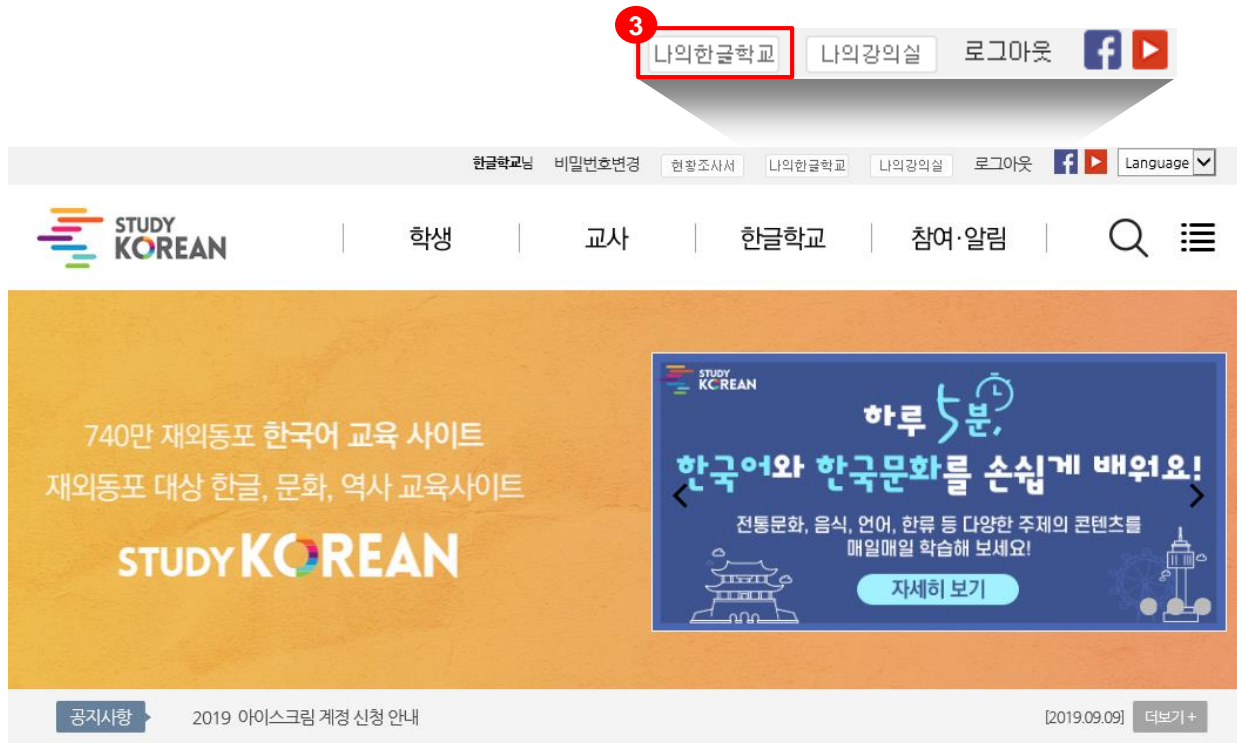 3
나의한글학교 나의강의실 로그아웃
한글학교님 비밀번호변경 현황조사서 나의한글학교 나의강의실 로그아웃 Language
STUDY
KOREAN
학생 교사 한글학교 참여·알림
740만 재외동포 한국어 교육 사이트
재외동포 대상 한글, 문화, 역사 교육사이트
STUDY KOREAN
STUDY
KOREAN
하루 5분,
한국어와 한국문화를 손쉽게 배워요!
전통문화, 음식, 언어, 한류 등 다양한 주제의 콘텐츠를
매일매일 학습해 보세요!
자세히 보기
공지사항 2019 아이스크림 계정 신청 안내 [2019.09.09] 더보기 +